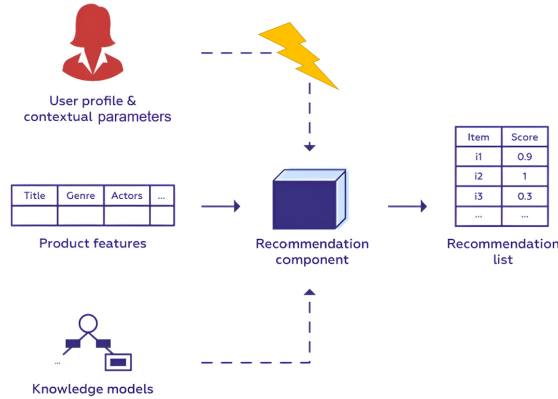 User profile &
contextual parameters
Title Genre Actors ...
Product features
Recommendation
component
Item Score
i1 0.9
i2 1
i3 0.3
... ...
Recommendation
list
...
Knowledge models